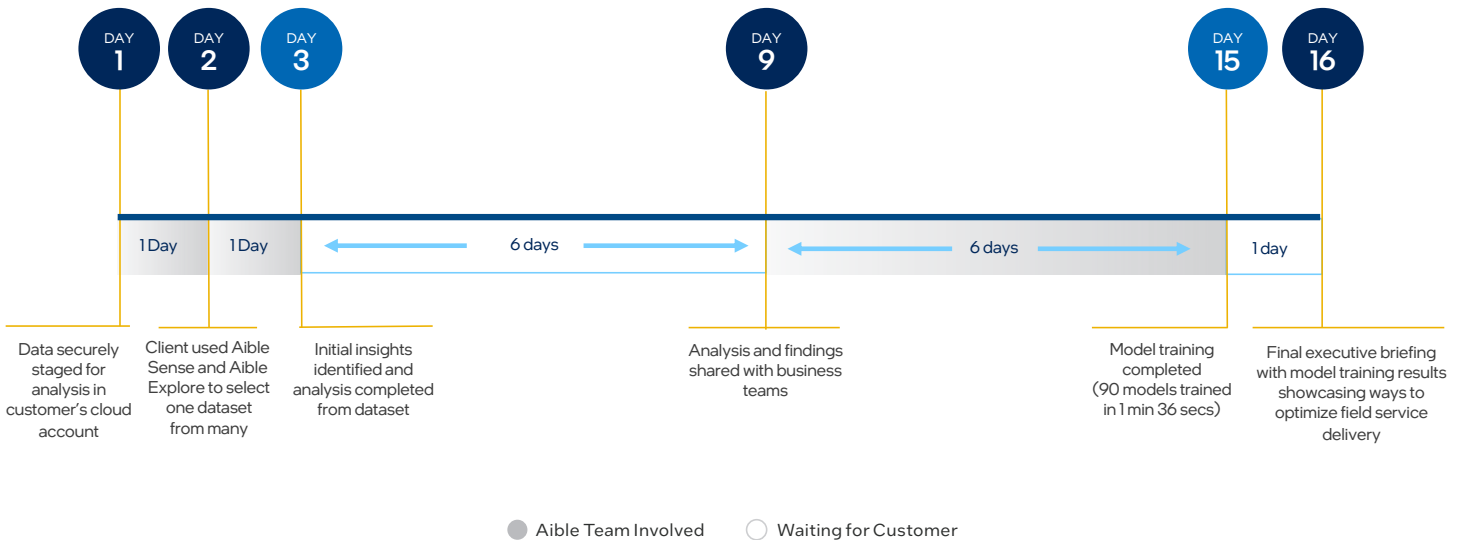 DAY
1
DAY
2
DAY
3
DAY
9
DAY
15
DAY
16
1 Day
1 Day
6 days
6 days
1 day
Data securely
staged for
analysis in
customer's cloud
account
Client used Aible
Sense and Aible
Explore to select
one dataset
from many
Initial insights
identified and
analysis completed
from dataset
Analysis and findings
shared with business
teams
Model training
completed
(90 models trained
in 1 min 36 secs)
Final executive briefing
with model training results
showcasing ways to
optimize field service
delivery
Aible Team Involved
Waiting for Customer